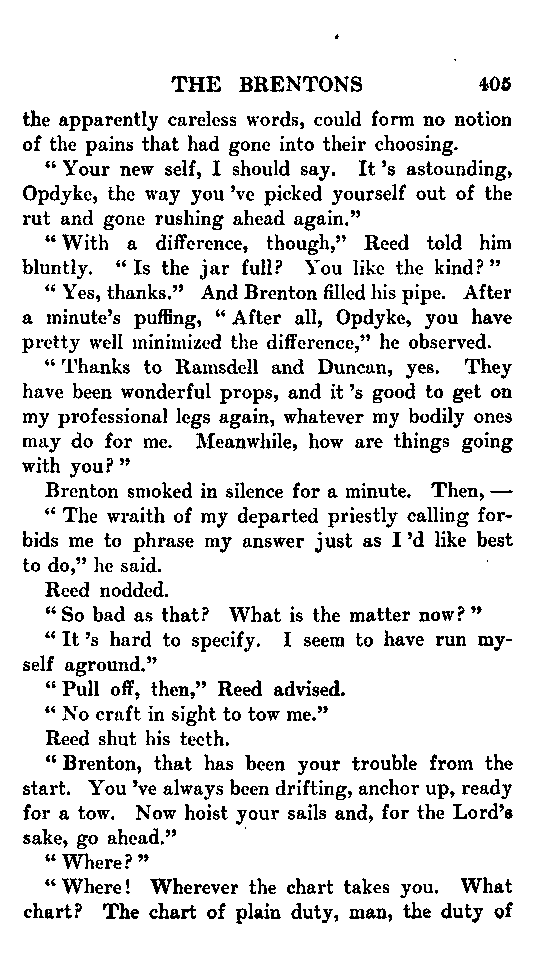 THE BRENTONS 405
the apparently careless words, could form no notion
of the pains that had gone into their choosing.
“ Your new self, I should say. It ’s astounding,
Opdyke, the way you ’ve picked yourself out of the
rut and gone rushing ahead again.”
“ With a difference, though,” Reed told him
bluntly. “ Is the jar full? You like the kind? ”
“ Yes, thanks.” And Brenton filled his pipe. After
a minute’s puffing, “ After all, Opdyke, you have
pretty well minimized the difference,” he observed.
“ Thanks to Ramsdell and Duncan, yes. They
have been wonderful props, and it ’s good to get on
my professional legs again, whatever my bodily ones
may do for me. Meanwhile, how are things going
with you? ”
Brenton smoked in silence for a minute. Then, —
“ The wraith of my departed priestly calling for-
bids me to phrase my answer just as I ’d like best
to do,” he said.
Reed nodded.
“ So bad as that? What is the matter now? ”
“ It ’s hard to specify. I seem to have run my-
self aground.”
“ Pull off, then,” Reed advised.
“ No craft in sight to tow me.”
Reed shut his teeth.
“ Brenton, that has been your trouble from the
start. You ’ve always been drifting, anchor up, ready
for a tow. Now hoist your sails and, for the Lord’s
sake, go ahead.”
“ Where? ”
“ Where! Wherever the chart takes you. What
chart? The chart of plain duty, man, the duty of